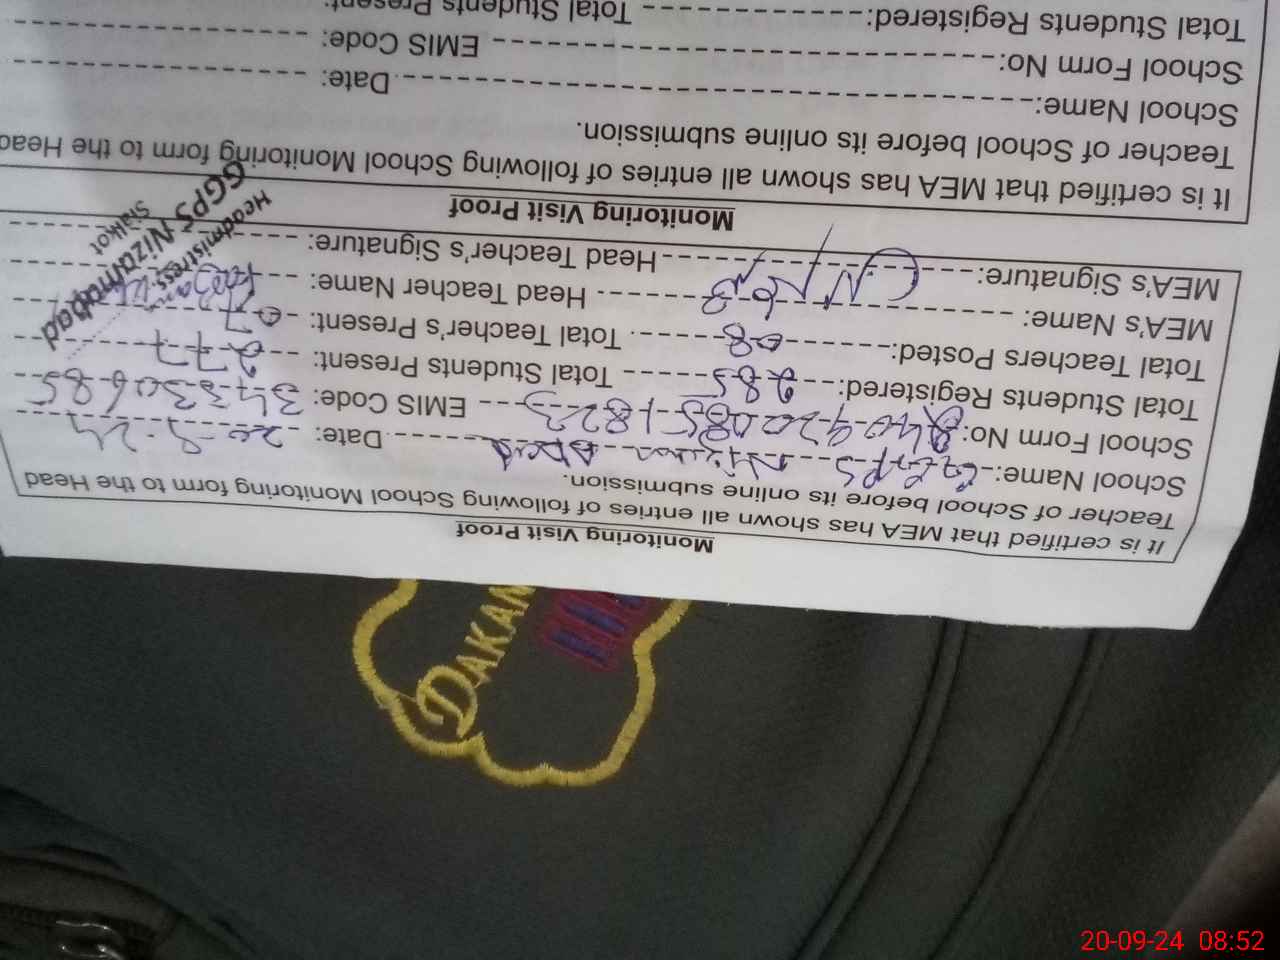 Monitoring Visit Proof
It is certified that MEA has shown all entries of following School Monitoring form to the Head
Teacher of School before its online submission.
School Name: GGPS Nizam Abad Date: 20-9-24
School Form No: EMIS Code: 34330685
Total Students Registered: 285 Total Students Present: 277
Total Teachers Posted: 08 Total Teacher's Present: 07
MEA's Name: Head Teacher Name:
MEA's Signature: Head Teacher's Signature:
Headmistress
GGPS Nizamabad
Sialkot
Monitoring Visit Proof
It is certified that MEA has shown all entries of following School Monitoring form to the Head
Teacher of School before its online submission.
School Name: Date:
School Form No: EMIS Code:
Total Students Registered: Total Students Present:
DAKAN
20-09-24 08:52